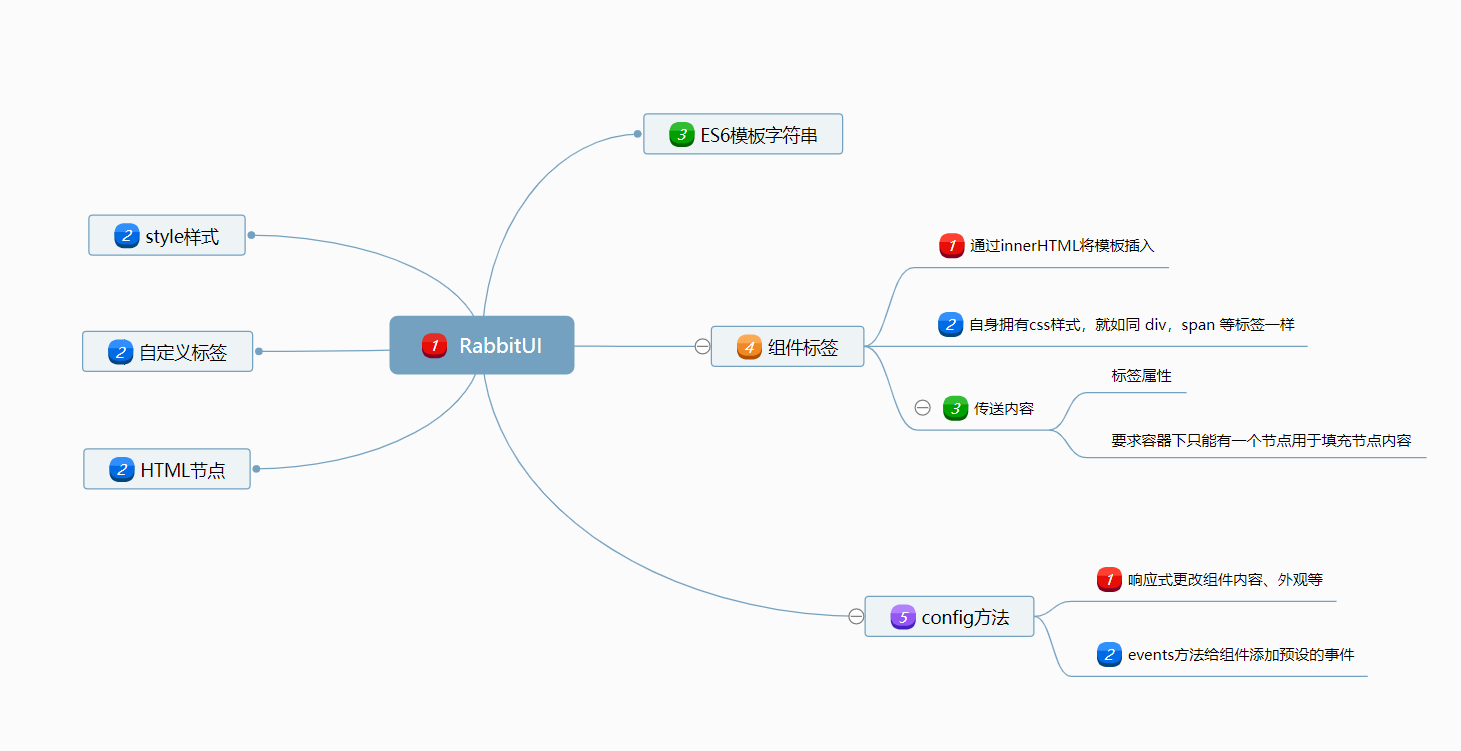 3 ES6模板字符串
2 style样式
1 通过innerHTML将模板插入
2 自身拥有css样式，就如同 div，span 等标签一样
1 RabbitUI
4 组件标签
2 自定义标签
标签属性
3 传送内容
要求容器下只能有一个节点用于填充节点内容
2 HTML节点
1 响应式更改组件内容、外观等
5 config方法
2 events方法给组件添加预设的事件